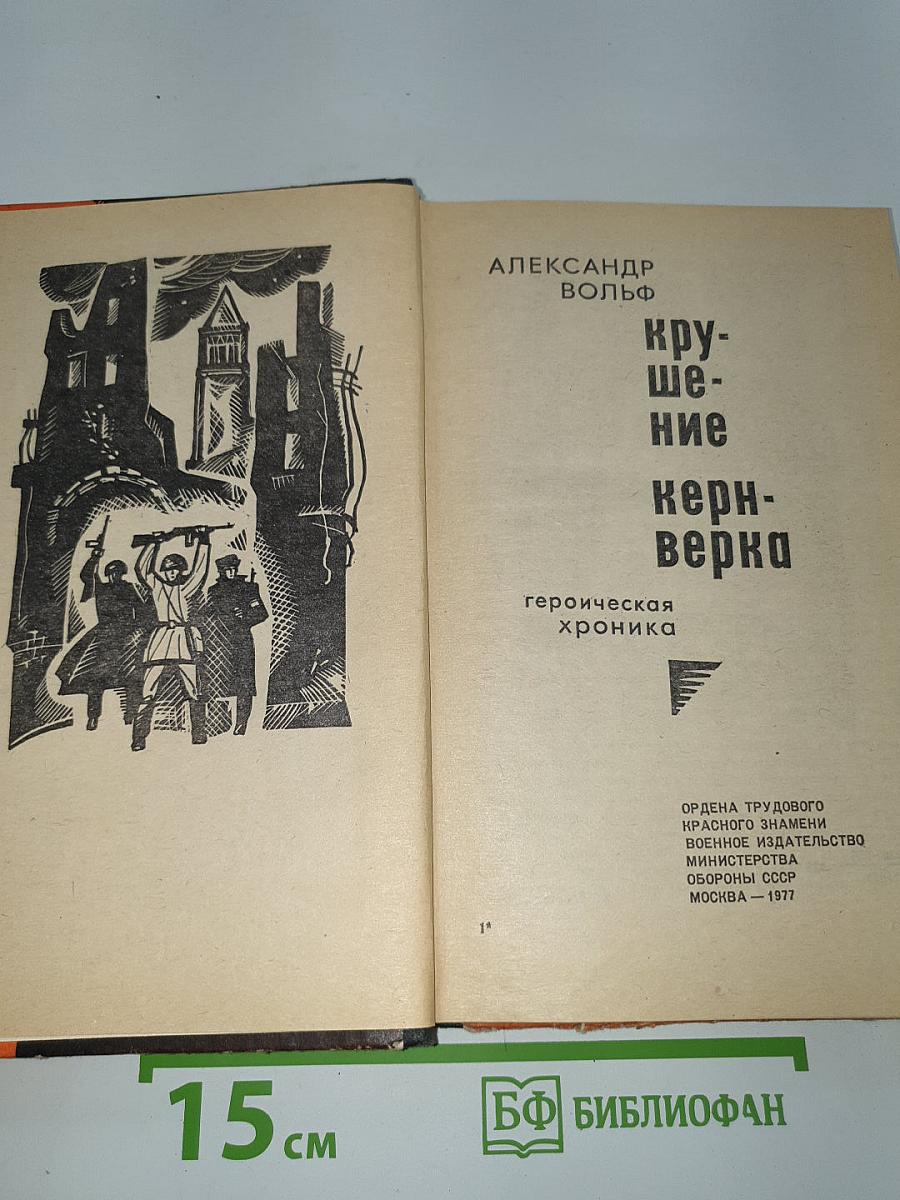 АЛЕКСАНДР
ВОЛЬФ
кру-
ше-
ние
керн-
верка
героическая
хроника
ОРДЕНА ТРУДОВОГО
КРАСНОГО ЗНАМЕНИ
ВОЕННОЕ ИЗДАТЕЛЬСТВО
МИНИСТЕРСТВА
ОБОРОНЫ СССР
МОСКВА — 1977
1*
15 см
БФ БИБЛИОФАН